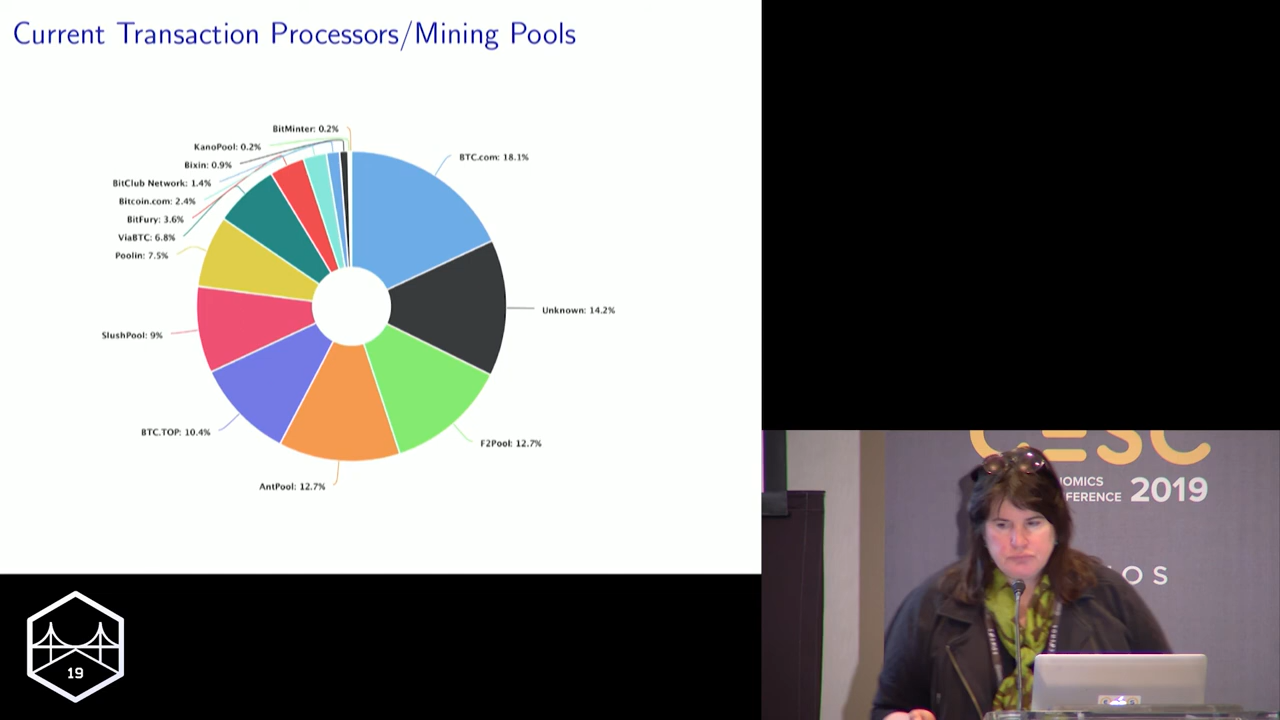 Current Transaction Processors/Mining Pools
BitMinter: 0.2%
KanoPool: 0.2%
Bixin: 0.9%
BitClub Network: 1.4%
Bitcoin.com: 2.4%
BitFury: 3.6%
ViaBTC: 6.8%
Poolin: 7.5%
SlushPool: 9%
BTC.TOP: 10.4%
AntPool: 12.7%
F2Pool: 12.7%
Unknown: 14.2%
BTC.com: 18.1%
CESC
OMICS
FERENCE 2019
OS
19